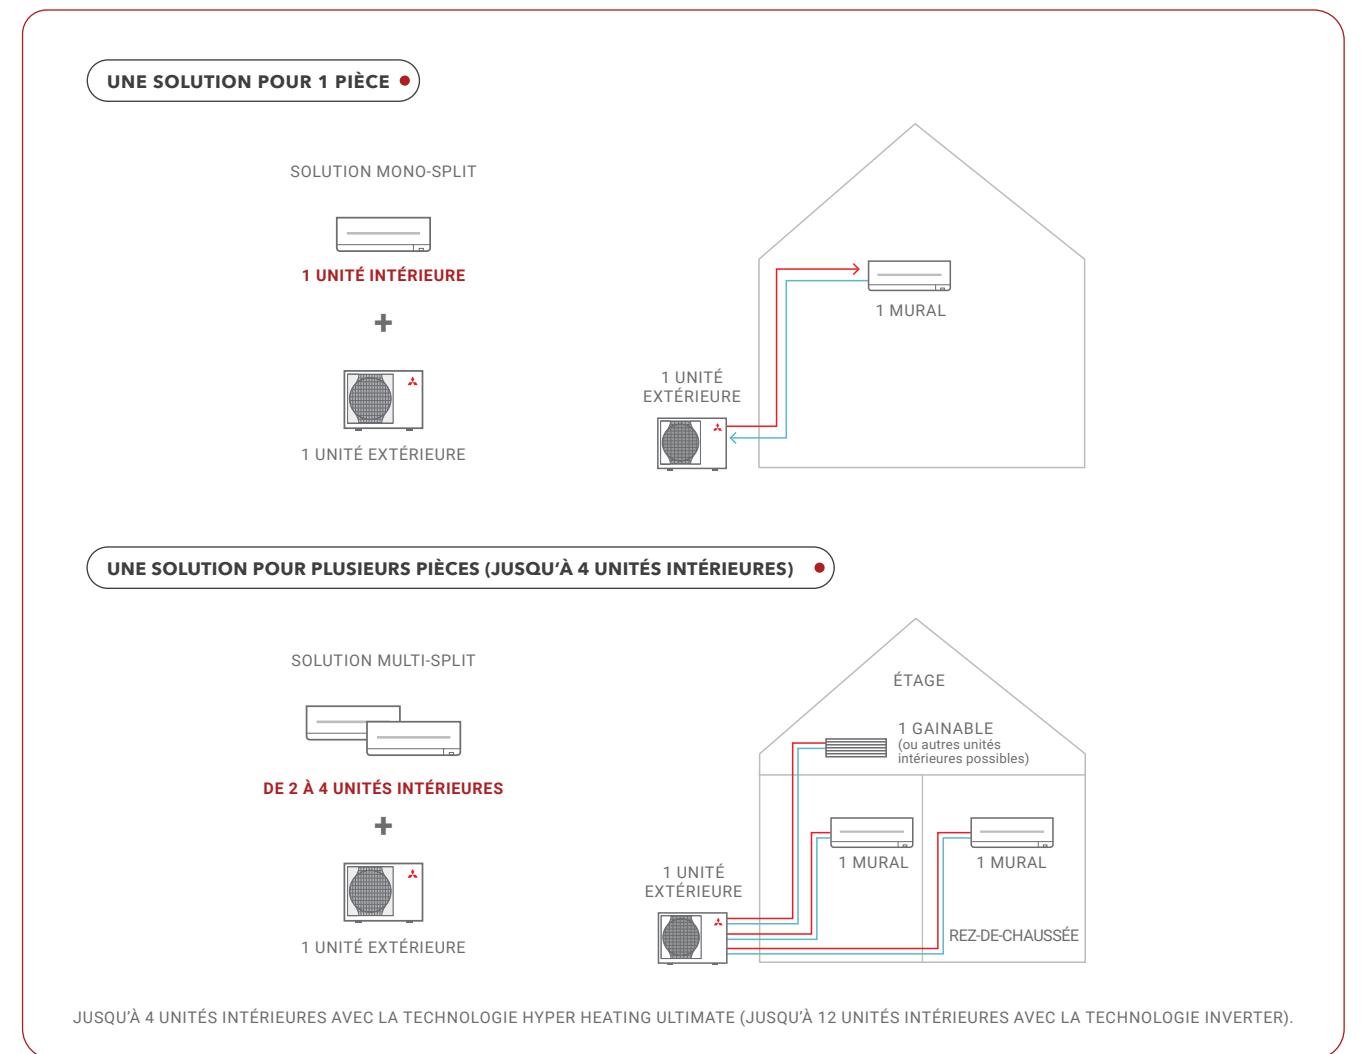 UNE SOLUTION POUR 1 PIÈCE
SOLUTION MONO-SPLIT
1 UNITÉ INTÉRIEURE
+
1 UNITÉ EXTÉRIEURE
1 MURAL
1 UNITÉ
EXTÉRIEURE
UNE SOLUTION POUR PLUSIEURS PIÈCES (JUSQU'À 4 UNITÉS INTÉRIEURES)
SOLUTION MULTI-SPLIT
DE 2 À 4 UNITÉS INTÉRIEURES
+
1 UNITÉ EXTÉRIEURE
ÉTAGE
1 GAINABLE
(ou autres unités
intérieures possibles)
1 MURAL
1 MURAL
1 UNITÉ
EXTÉRIEURE
REZ-DE-CHAUSSÉE
JUSQU'À 4 UNITÉS INTÉRIEURES AVEC LA TECHNOLOGIE HYPER HEATING ULTIMATE (JUSQU'À 12 UNITÉS INTÉRIEURES AVEC LA TECHNOLOGIE INVERTER).